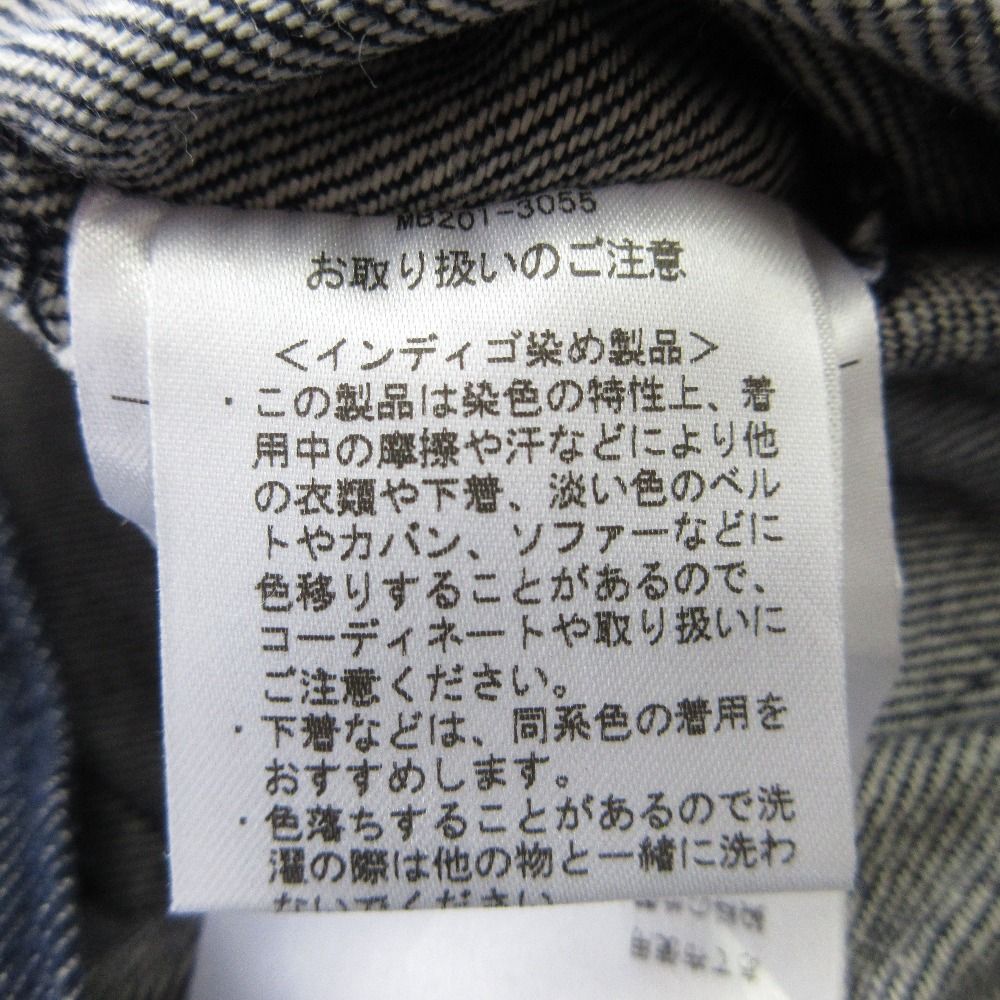 MB201-3055
お取り扱いのご注意
＜インディゴ染め製品＞
・この製品は染色の特性上、着
用中の摩擦や汗などにより他
の衣類や下着、淡い色のベル
トやカバン、ソファーなどに
色移りすることがあるので、
コーディネートや取り扱いに
ご注意ください。
・下着などは、同系色の着用を
おすすめします。
・色落ちすることがあるので洗
濯の際は他の物と一緒に洗わ
ないでください